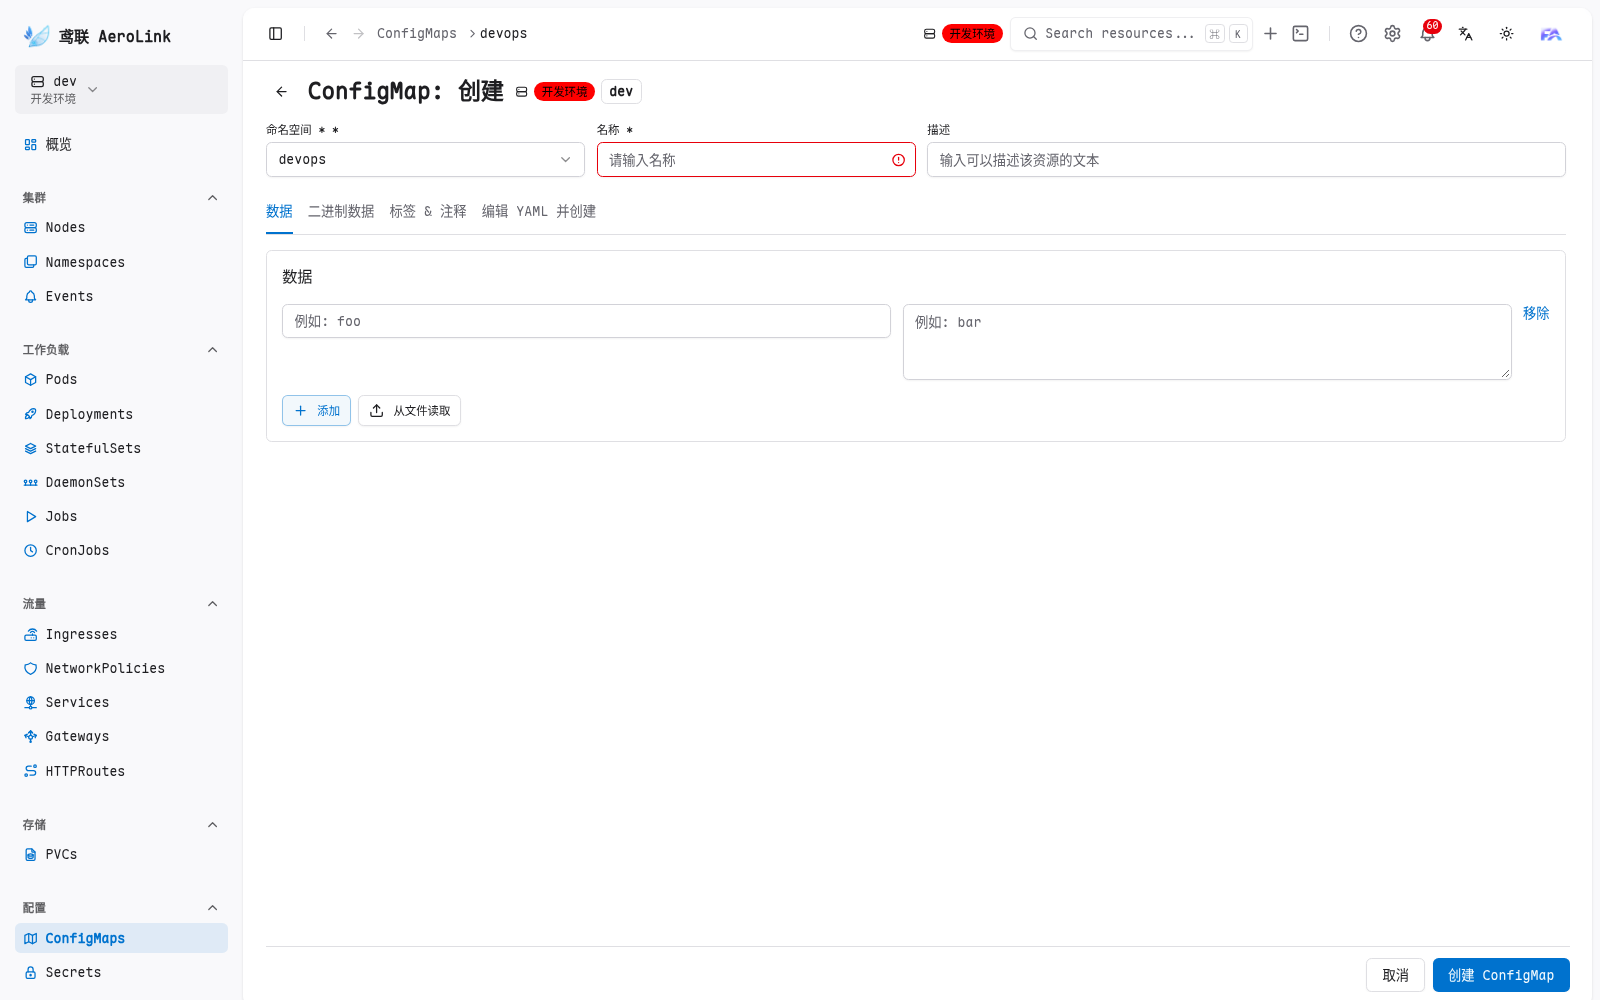 鸢联 AeroLink
dev
开发环境
概览
集群
Nodes
Namespaces
Events
工作负载
Pods
Deployments
StatefulSets
DaemonSets
Jobs
CronJobs
流量
Ingresses
NetworkPolicies
Services
Gateways
HTTPRoutes
存储
PVCs
配置
ConfigMaps
Secrets
ConfigMaps > devops
开发环境
Search resources... ⌘ K
60
ConfigMap: 创建 开发环境 dev
命名空间 * * 名称 * 描述
devops 请输入名称 输入可以描述该资源的文本
数据 二进制数据 标签 & 注释 编辑 YAML 并创建
数据
例如: foo 例如: bar 移除
添加 从文件读取
取消 创建 ConfigMap